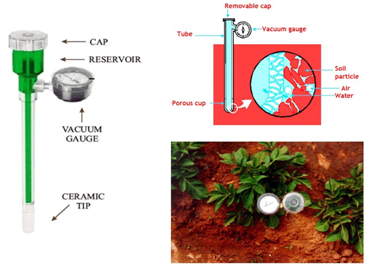 CAP
RESERVOIR
VACUUM
GAUGE
CERAMIC
TIP
Removable cap
Tube
Vacuum gauge
Soil
particle
Air
Water
Porous cup